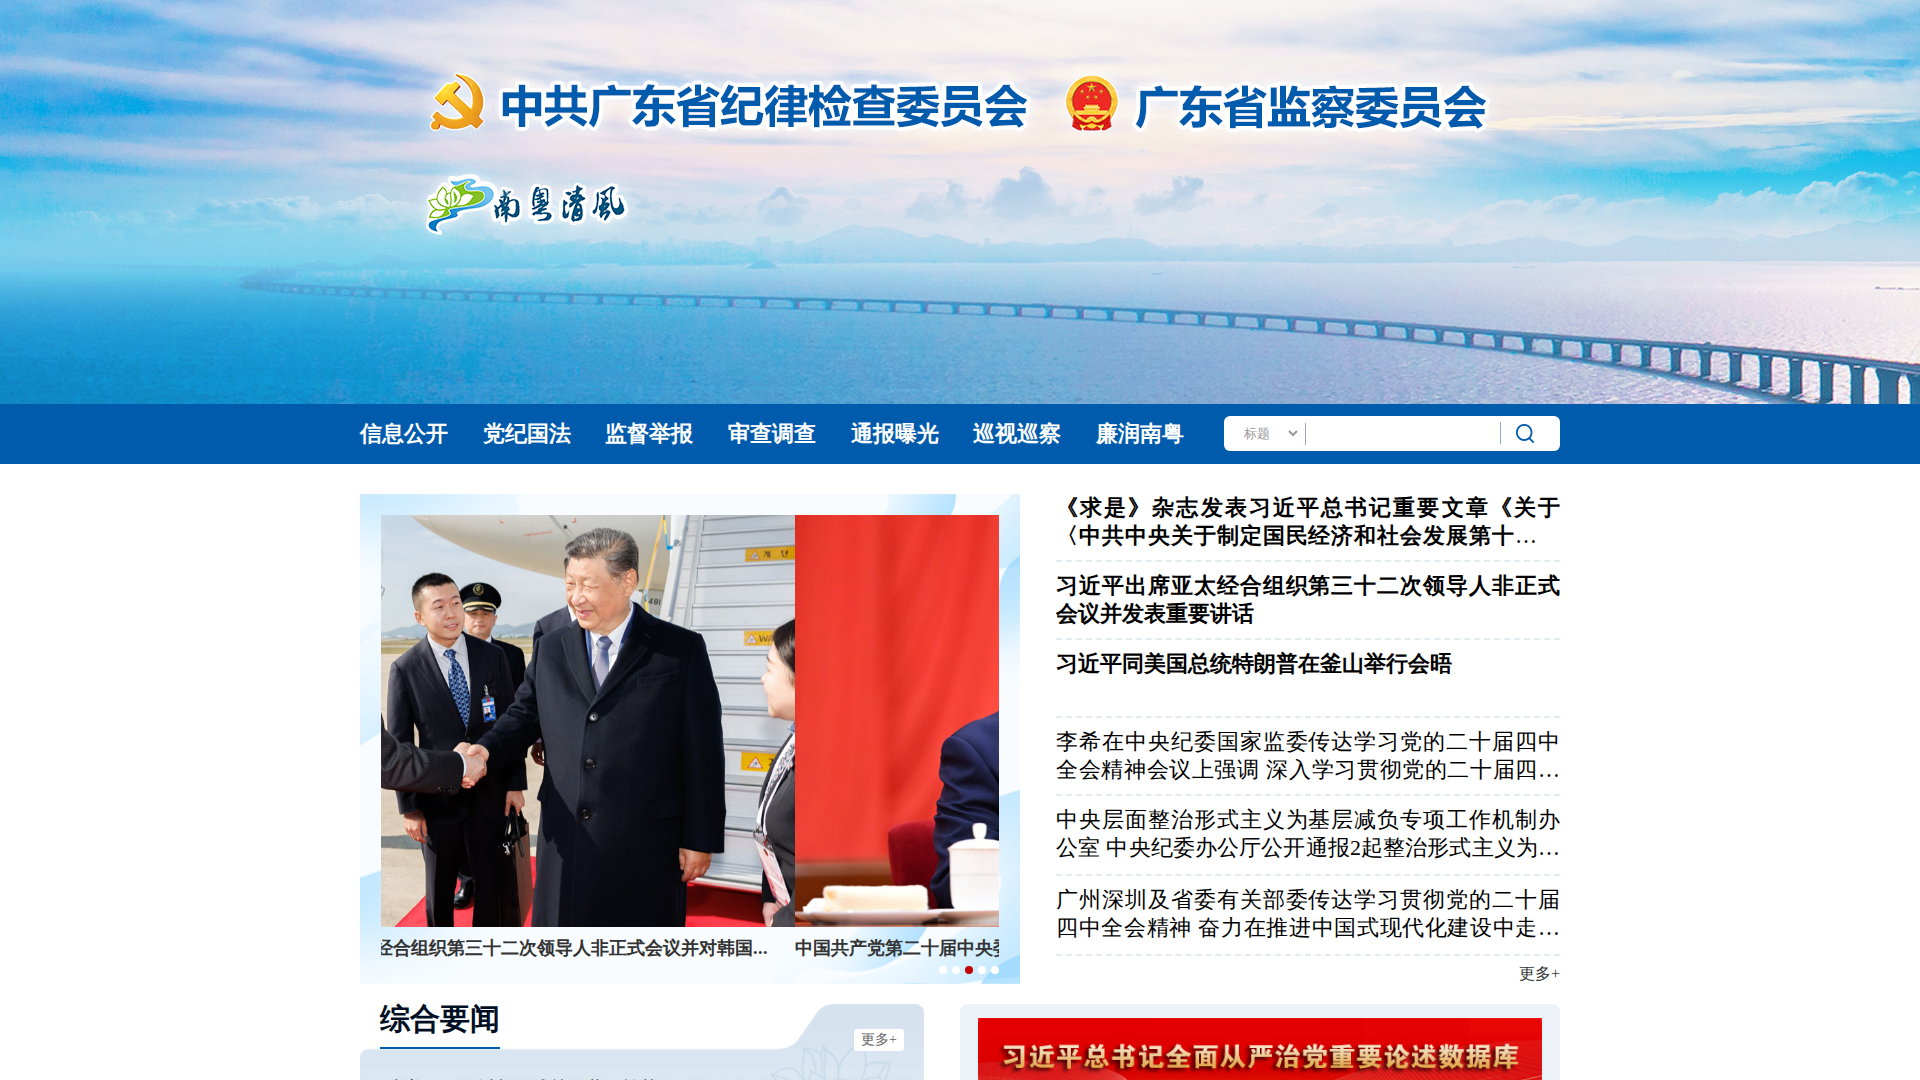 中共广东省纪律检查委员会 广东省监察委员会
南粤清风
信息公开 党纪国法 监督举报 审查调查 通报曝光 巡视巡察 廉润南粤
标题
经合组织第三十二次领导人非正式会议并对韩国...
中国共产党第二十届中央委
《求是》杂志发表习近平总书记重要文章《关于
〈中共中央关于制定国民经济和社会发展第十…
习近平出席亚太经合组织第三十二次领导人非正式
会议并发表重要讲话
习近平同美国总统特朗普在釜山举行会晤
李希在中央纪委国家监委传达学习党的二十届四中
全会精神会议上强调 深入学习贯彻党的二十届四…
中央层面整治形式主义为基层减负专项工作机制办
公室 中央纪委办公厅公开通报2起整治形式主义为…
广州深圳及省委有关部委传达学习贯彻党的二十届
四中全会精神 奋力在推进中国式现代化建设中走…
更多+
综合要闻
更多+
习近平总书记全面从严治党重要论述数据库